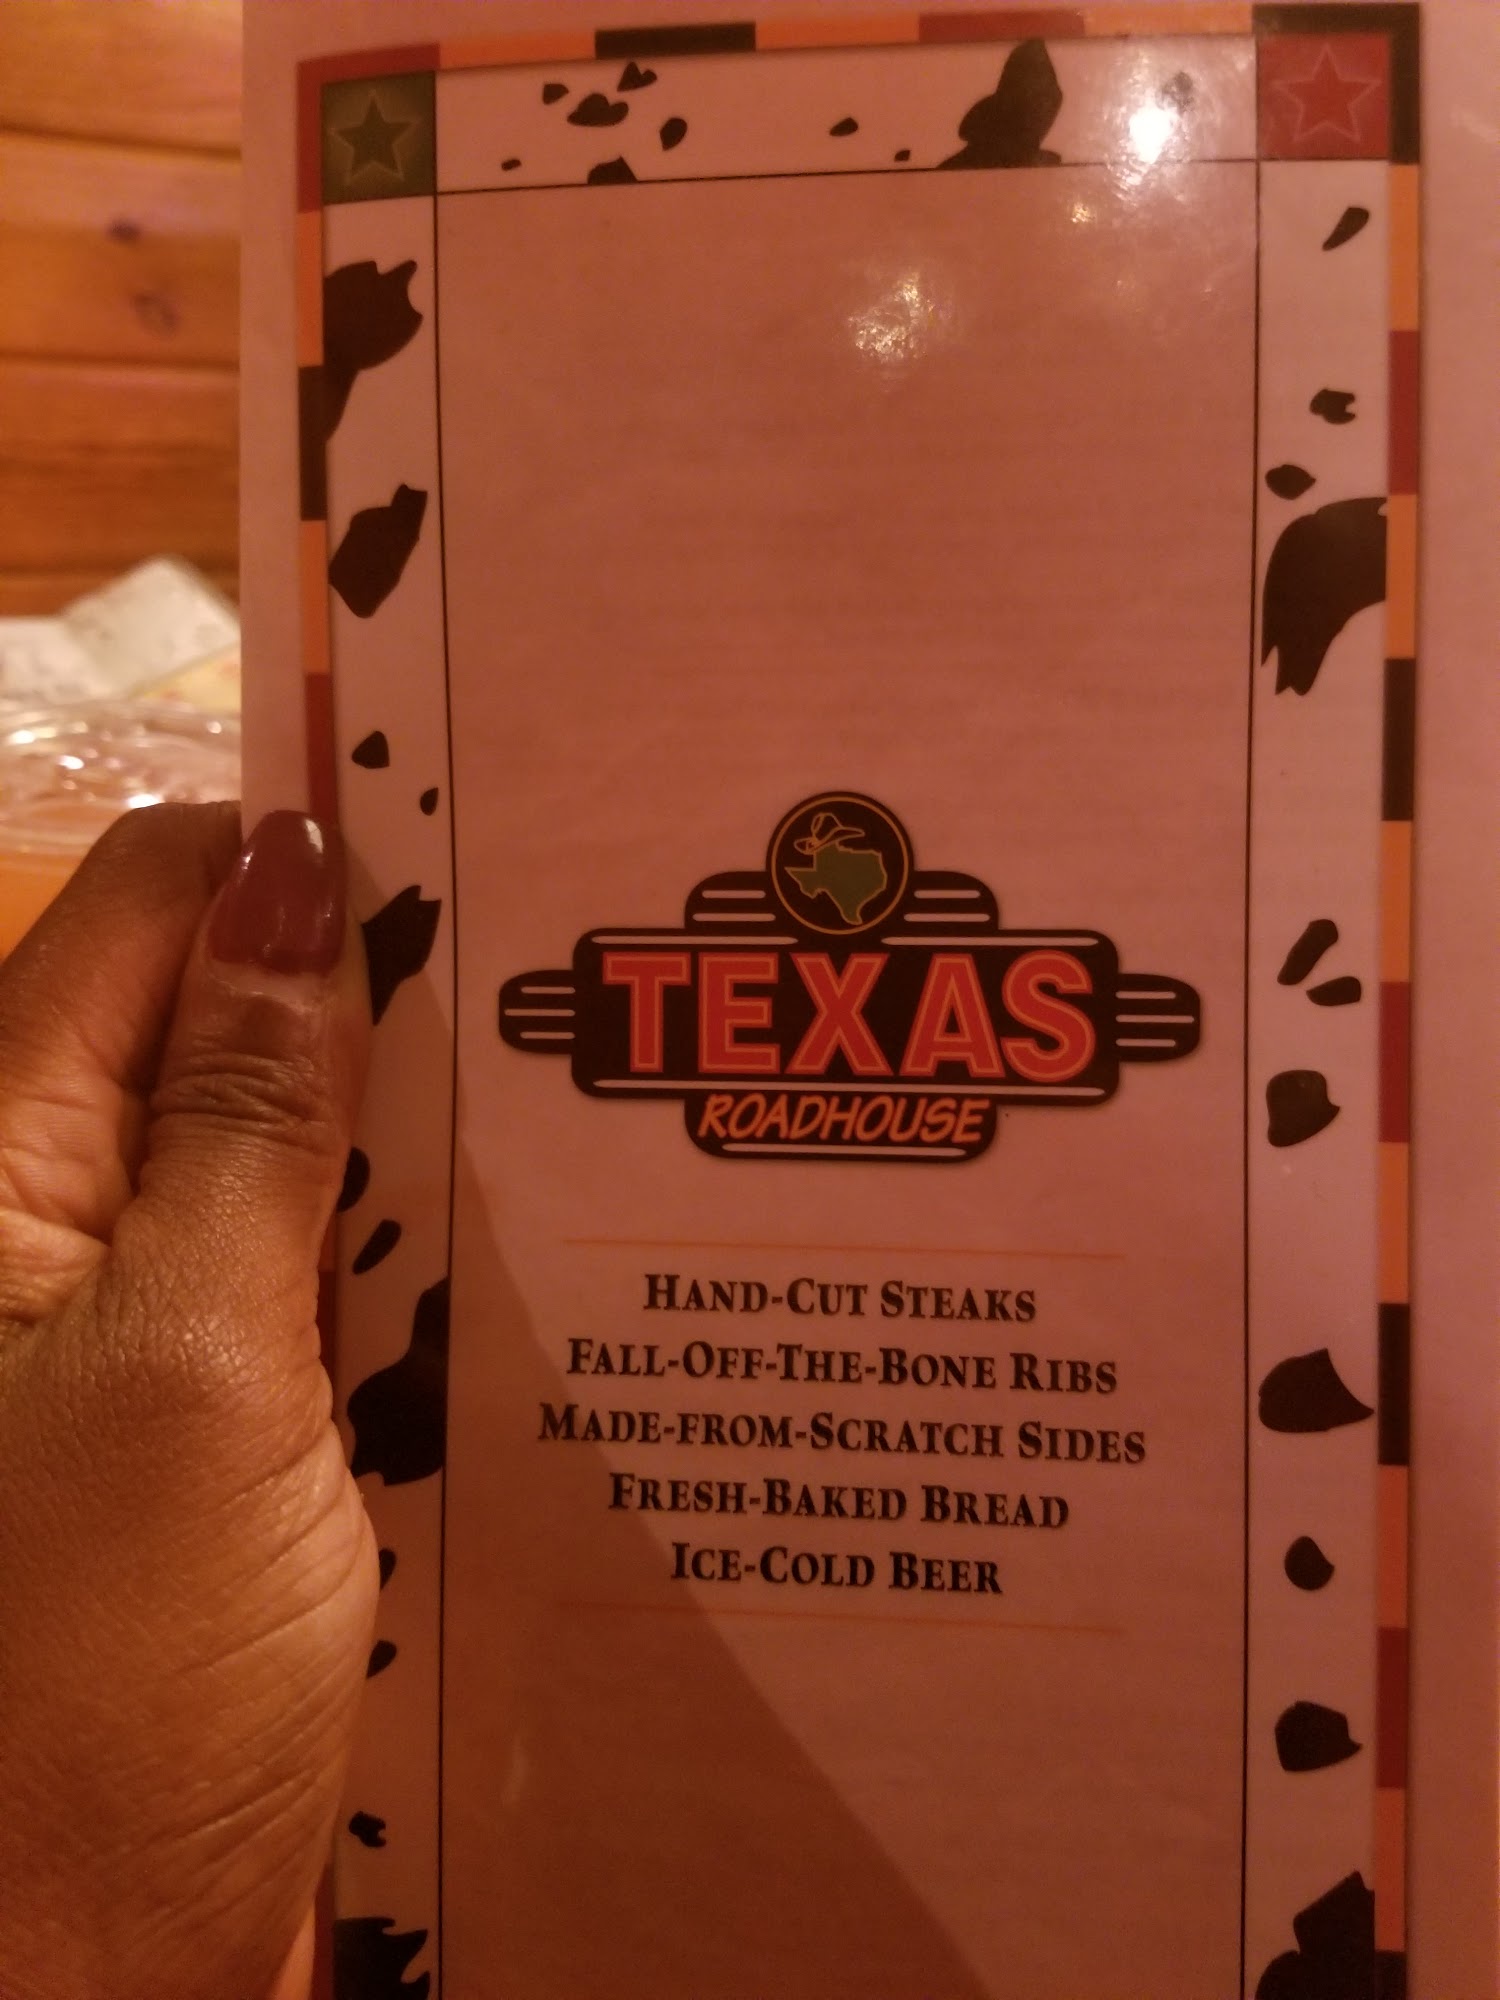 TEXAS
ROADHOUSE
HAND-CUT STEAKS
FALL-OFF-THE-BONE RIBS
MADE-FROM-SCRATCH SIDES
FRESH-BAKED BREAD
ICE-COLD BEER